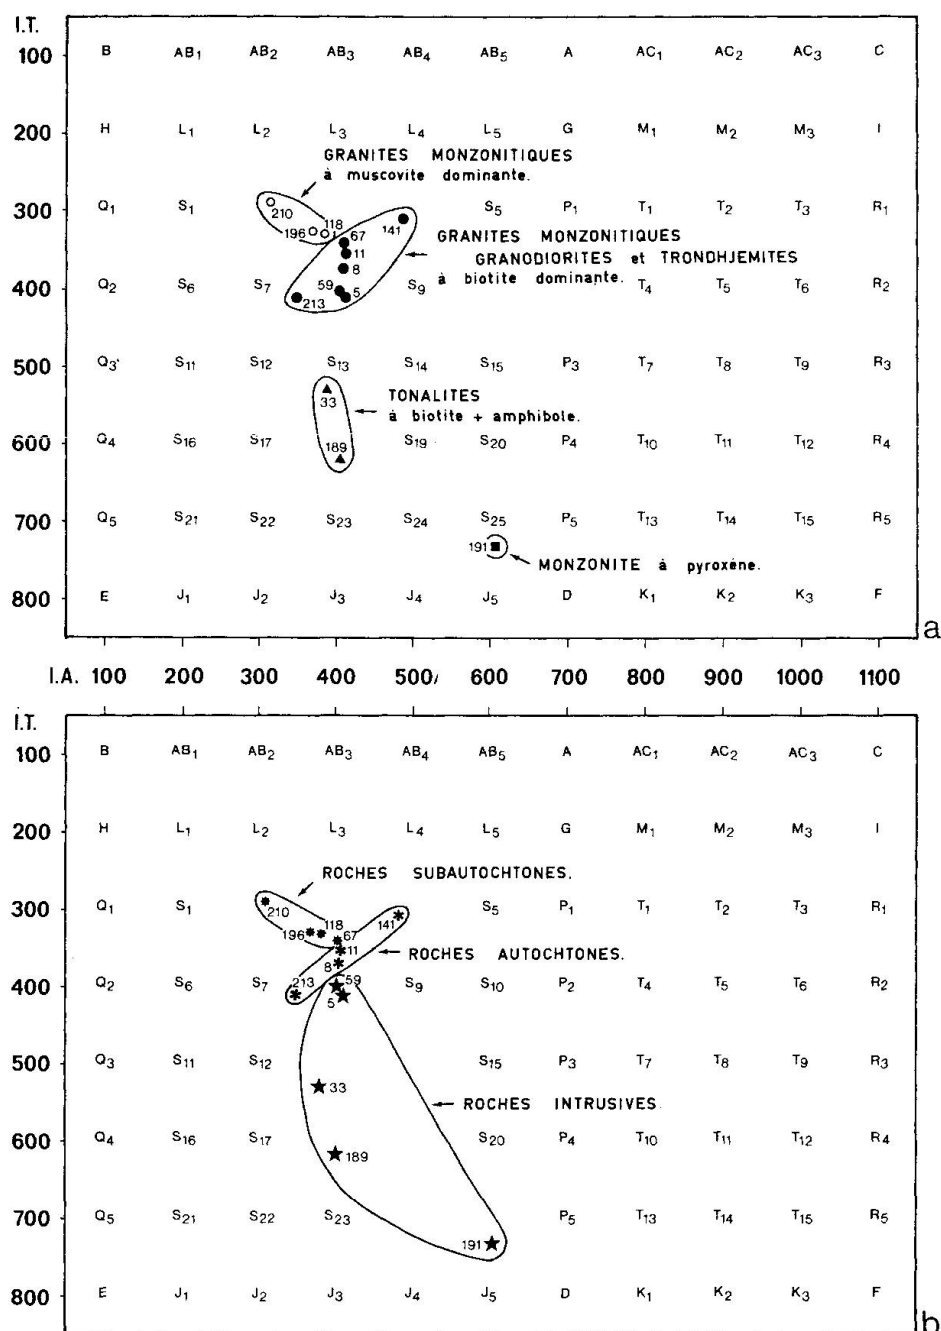 I.T.
100 B AB1 AB2 AB3 AB4 AB5 A AC1 AC2 AC3 C
200 H L1 L2 L3 L4 L5 G M1 M2 M3 I
GRANITES MONZONITIQUES
à muscovite dominante.
300 Q1 S1 S5 P1 T1 T2 T3 R1
210
196
118
67
141
GRANITES MONZONITIQUES
11
GRANODIORITES et TRONDHJEMITES
8
à biotite dominante.
400 Q2 S6 S7 S9 T4 T5 T6 R2
59
213
5
500 Q3 S11 S12 S13 S14 S15 P3 T7 T8 T9 R3
TONALITES
33
à biotite + amphibole.
600 Q4 S16 S17 189 S19 S20 P4 T10 T11 T12 R4
700 Q5 S21 S22 S23 S24 S25 P5 T13 T14 T15 R5
191
MONZONITE à pyroxène.
800 E J1 J2 J3 J4 J5 D K1 K2 K3 F
a
I.A. 100 200 300 400 500 600 700 800 900 1000 1100
I.T.
100 B AB1 AB2 AB3 AB4 AB5 A AC1 AC2 AC3 C
200 H L1 L2 L3 L4 L5 G M1 M2 M3 I
ROCHES SUBAUTOCHTONES.
300 Q1 S1 S5 P1 T1 T2 T3 R1
210
196
118
67
141
11
ROCHES AUTOCHTONES.
8
400 Q2 S6 S7 213 59 S9 S10 P2 T4 T5 T6 R2
5
500 Q3 S11 S12 S15 P3 T7 T8 T9 R3
33
ROCHES INTRUSIVES.
600 Q4 S16 S17 S20 P4 T10 T11 T12 R4
189
700 Q5 S21 S22 S23 P5 T13 T14 T15 R5
191
800 E J1 J2 J3 J4 J5 D K1 K2 K3 F
b